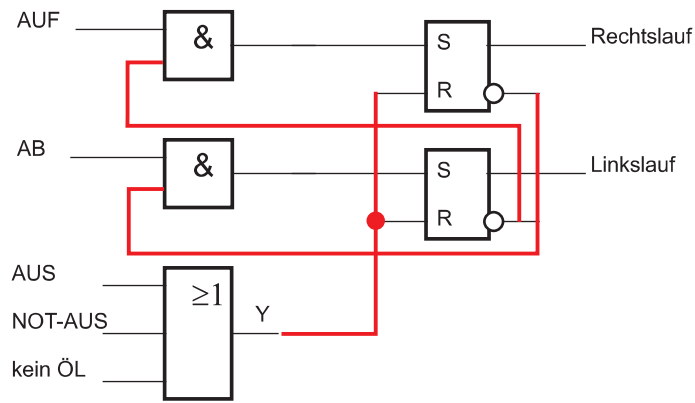 AUF
&
S
Rechtslauf
R
AB
&
S
Linkslauf
R
AUS
≥1
NOT-AUS
Y
kein ÖL